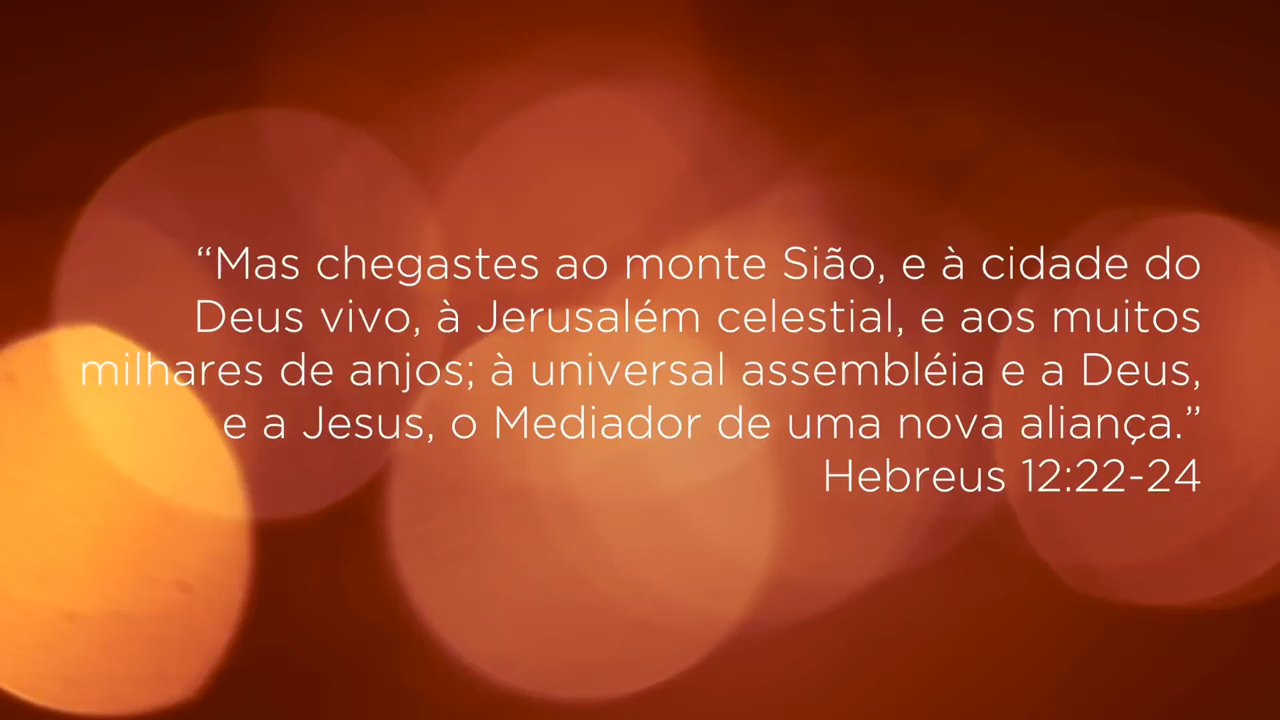 “Mas chegastes ao monte Sião, e à cidade do
Deus vivo, à Jerusalém celestial, e aos muitos
milhares de anjos; à universal assembléia e a Deus,
e a Jesus, o Mediador de uma nova aliança.”
Hebreus 12:22-24